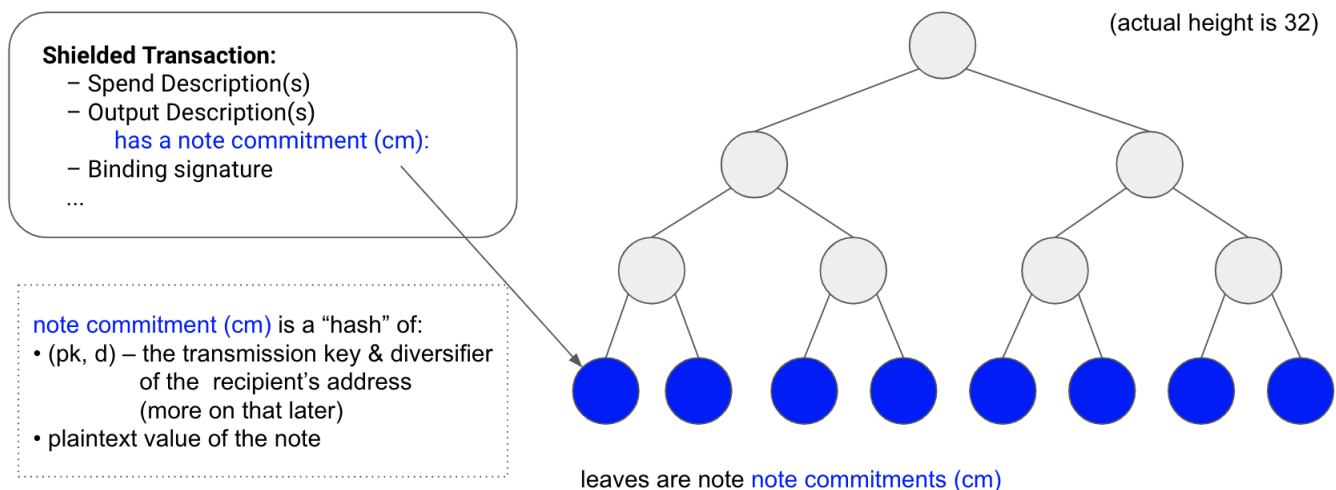 Shielded Transaction:
– Spend Description(s)
– Output Description(s)
has a note commitment (cm):
– Binding signature
...
note commitment (cm) is a “hash” of:
• (pk, d) – the transmission key & diversifier
of the recipient’s address
(more on that later)
• plaintext value of the note
(actual height is 32)
leaves are note note commitments (cm)